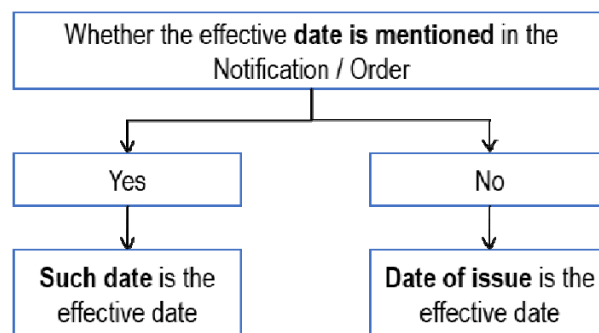 Whether the effective date is mentioned in the
Notification / Order
Yes
No
Such date is the
effective date
Date of issue is the
effective date